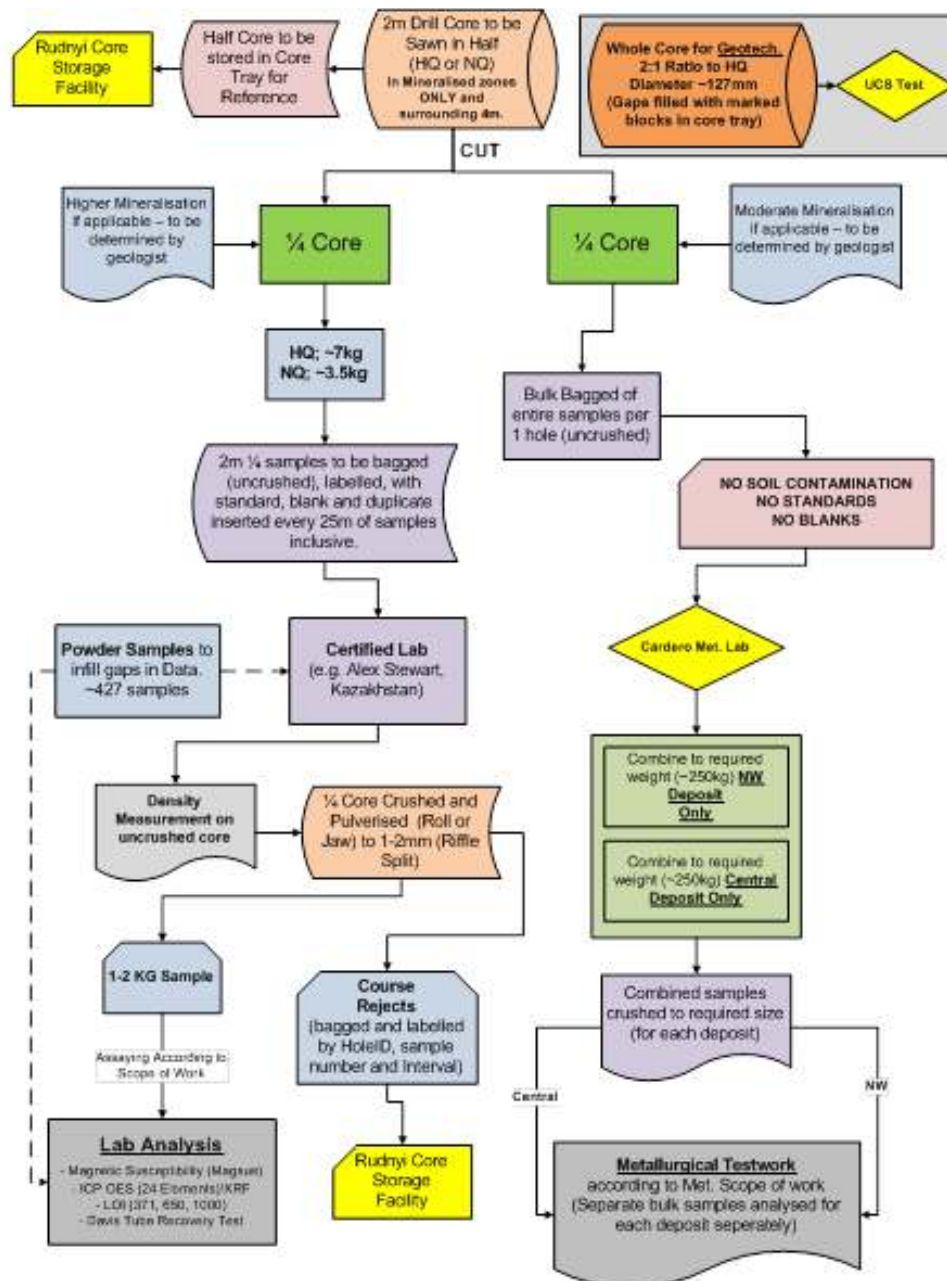 Rudnyi Core
Storage
Facility
Half Core to be
stored in Core
Tray for
Reference
2m Drill Core to be
Sawn in Half
(HQ or NQ)
in Mineralised zones
ONLY and
surrounding 4m.
Whole Core for Geotech.
2:1 Ratio to HQ
Diameter ~127mm
(Gaps filled with marked
blocks in core tray)
UCS Test
CUT
Higher Mineralisation
If applicable – to be
determined by
geologist
¼ Core
¼ Core
Moderate Mineralisation
if applicable – to be
determined by
geologist
HQ; ~7kg
NQ; ~3.5kg
Bulk Bagged of
entire samples per
1 hole (uncrushed)
2m ¼ samples to be bagged
(uncrushed), labelled, with
standard, blank and duplicate
inserted every 25m of samples
inclusive.
NO SOIL CONTAMINATION
NO STANDARDS
NO BLANKS
Powder Samples to
infill gaps in Data.
~427 samples
Certified Lab
(e.g. Alex Stewart,
Kazakhstan)
Cardero Met. Lab
Density
Measurement on
uncrushed core
¼ Core Crushed and
Pulverised (Roll or
Jaw) to 1-2mm (Riffle
Split)
Combine to required
weight (~250kg) NW
Deposit
Only
Combine to required
weight (~250kg) Central
Deposit Only
1-2 KG Sample
Course
Rejects
(bagged and labelled
by HoleID, sample
number and Interval)
Combined samples
crushed to required size
(for each deposit)
Assaying According to
Scope of Work
Central
NW
Lab Analysis
- Magnetic Susceptibility (Magsus)
- ICP OES (24 Elements)/XRF
- LOI (371, 650, 1000)
- Davis Tube Recovery Test
Rudnyi Core
Storage
Facility
Metallurgical Testwork
according to Met. Scope of work
(Separate bulk samples analysed for
each deposit seperately)